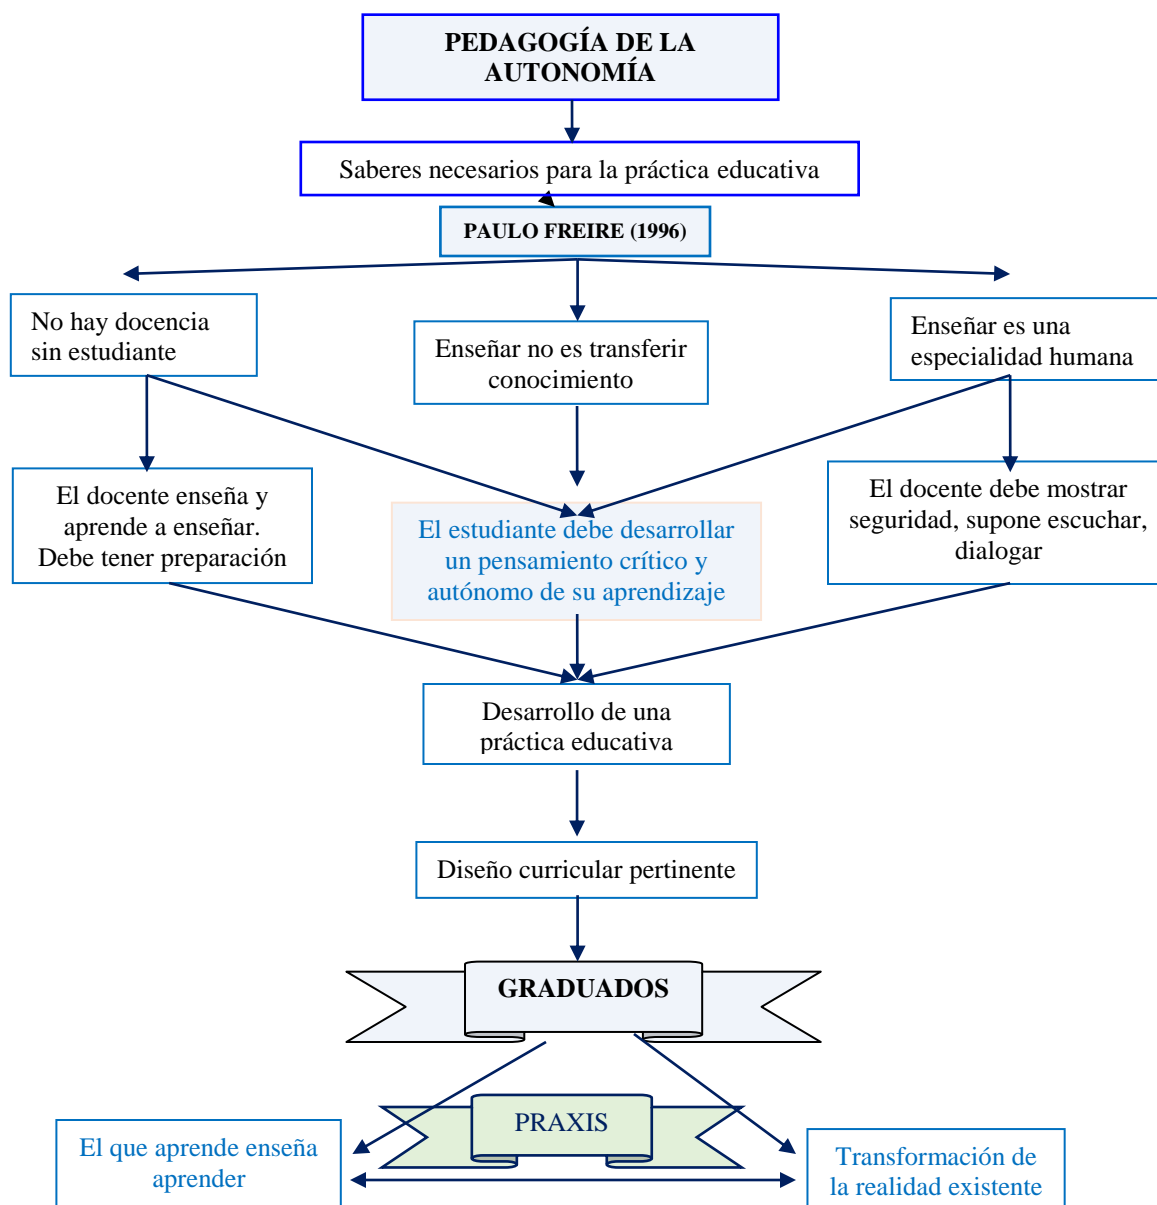 PEDAGOGÍA DE LA
AUTONOMÍA
Saberes necesarios para la práctica educativa
PAULO FREIRE (1996)
No hay docencia
sin estudiante
Enseñar no es transferir
conocimiento
Enseñar es una
especialidad humana
El docente enseña y
aprende a enseñar.
Debe tener preparación
El estudiante debe desarrollar
un pensamiento crítico y
autónomo de su aprendizaje
El docente debe mostrar
seguridad, supone escuchar,
dialogar
Desarrollo de una
práctica educativa
Diseño curricular pertinente
GRADUADOS
PRAXIS
El que aprende enseña
aprender
Transformación de
la realidad existente